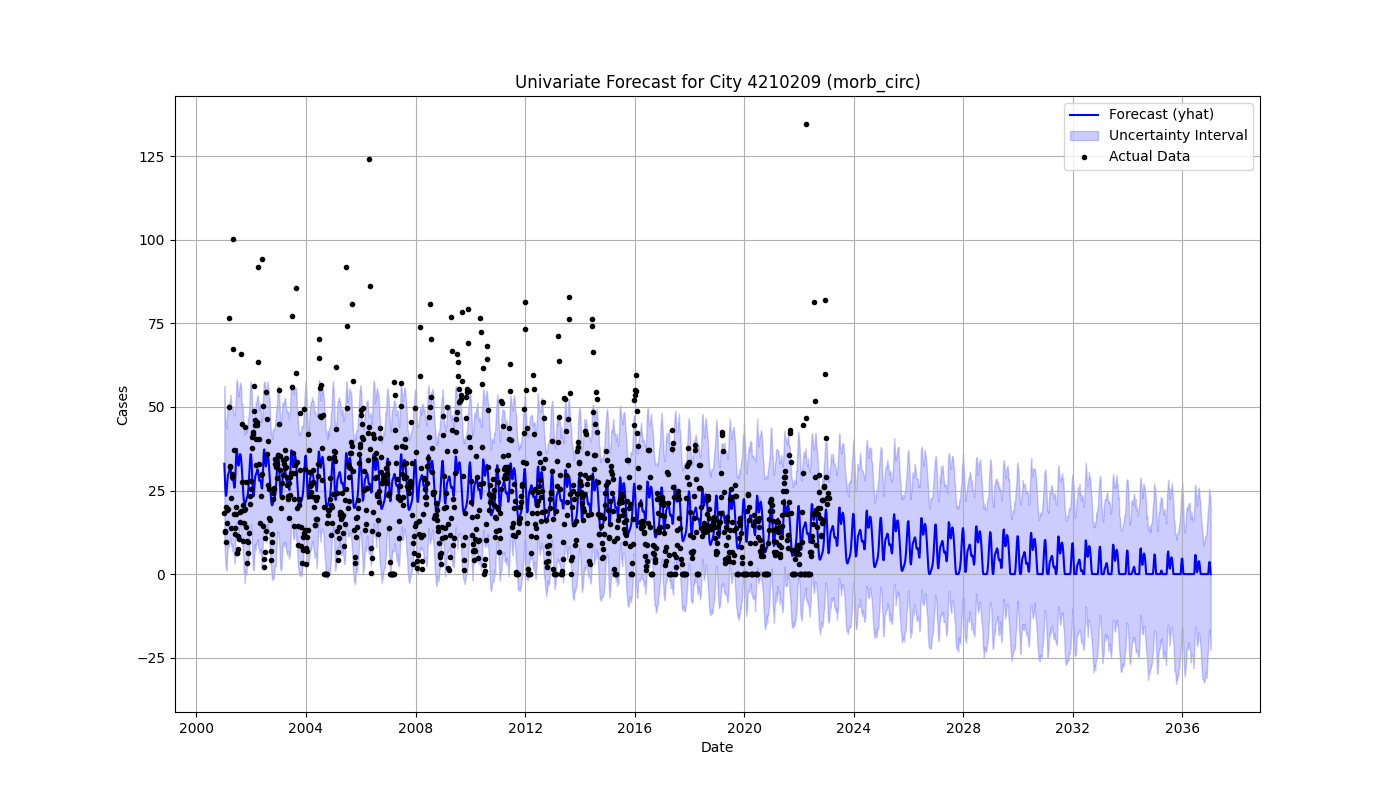 Univariate Forecast for City 4210209 (morb_circ)
Forecast (yhat)
Uncertainty Interval
Actual Data
Cases
125
100
75
50
25
0
−25
2000 2004 2008 2012 2016 2020 2024 2028 2032 2036
Date